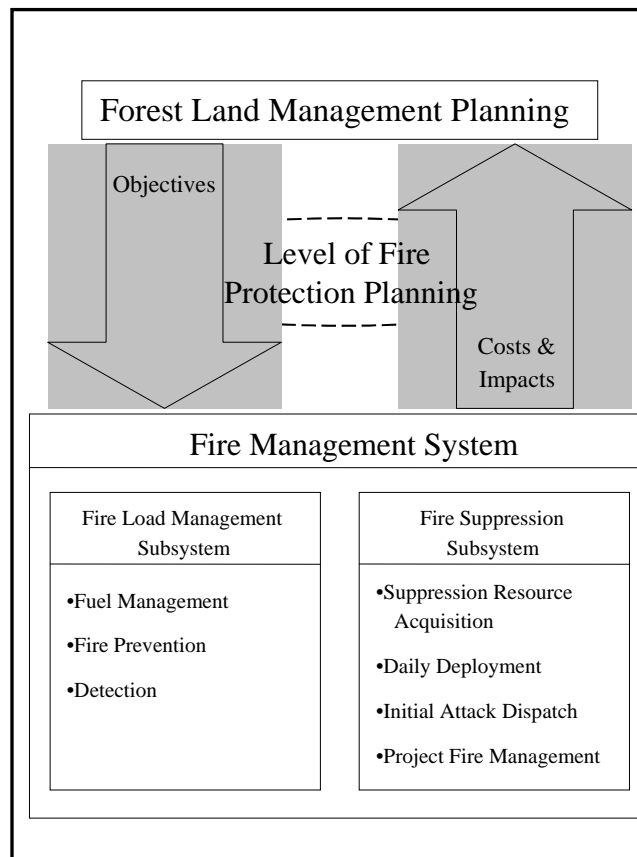 Forest Land Management Planning
Objectives
Level of Fire
Protection Planning
Costs &
Impacts
Fire Management System
Fire Load Management
Subsystem
•Fuel Management
•Fire Prevention
•Detection
Fire Suppression
Subsystem
•Suppression Resource
Acquisition
•Daily Deployment
•Initial Attack Dispatch
•Project Fire Management